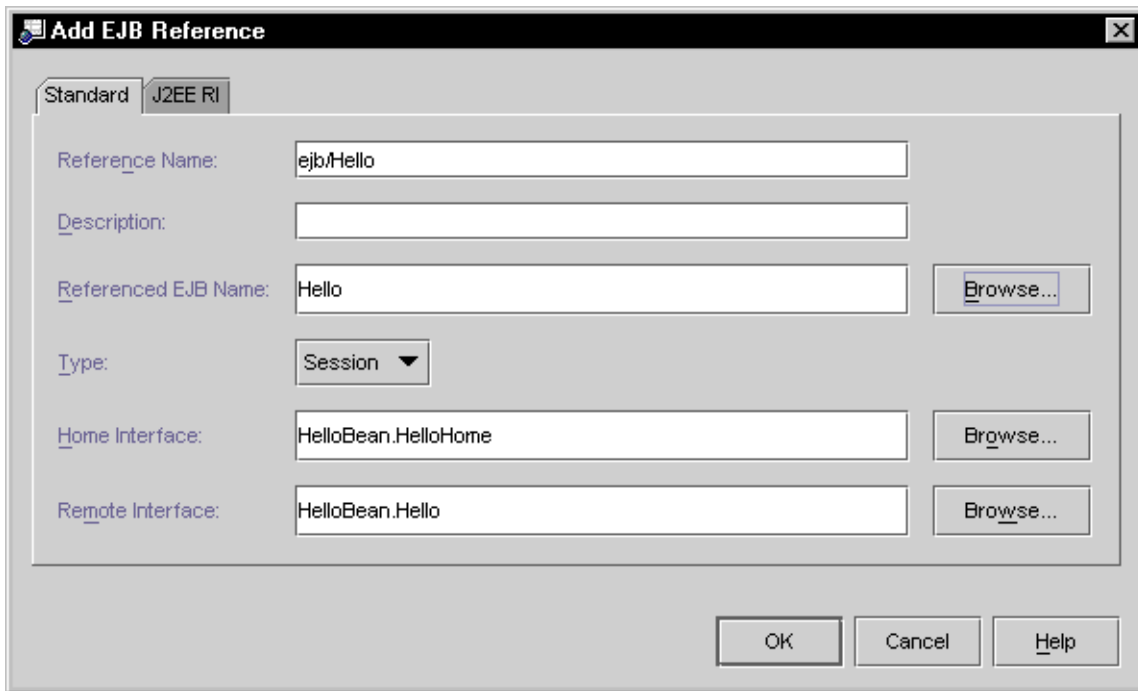 Add EJB Reference
Standard J2EE RI
Reference Name: ejb/Hello
Description:
Referenced EJB Name: Hello Browse...
Type: Session
Home Interface: HelloBean.HelloHome Browse...
Remote Interface: HelloBean.Hello Browse...
OK Cancel Help